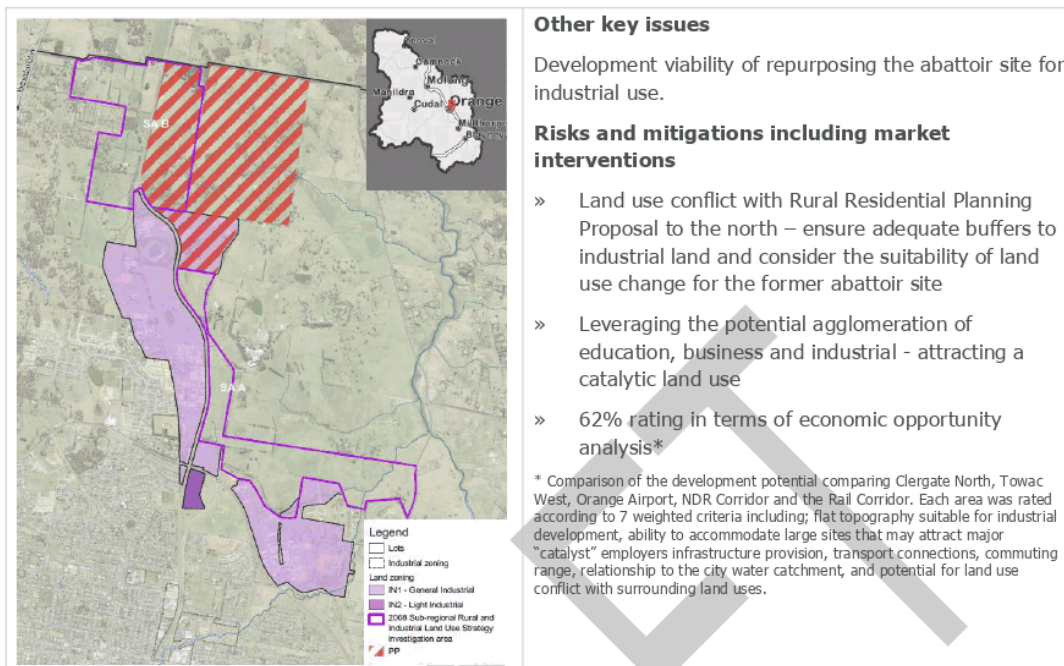 Molong
Manildra
Cudal
Orange
SA B
SA A
Legend
Lots
Industrial zoning
Land zoning
IN1 - General Industrial
IN2 - Light Industrial
2008 Sub-regional Rural and
Industrial Land Use Strategy
investigation area
PP
Other key issues
Development viability of repurposing the abattoir site for
industrial use.
Risks and mitigations including market
interventions
» Land use conflict with Rural Residential Planning
Proposal to the north – ensure adequate buffers to
industrial land and consider the suitability of land
use change for the former abattoir site
» Leveraging the potential agglomeration of
education, business and industrial - attracting a
catalytic land use
» 62% rating in terms of economic opportunity
analysis*
* Comparison of the development potential comparing Clergate North, Towac
West, Orange Airport, NDR Corridor and the Rail Corridor. Each area was rated
according to 7 weighted criteria including; flat topography suitable for industrial
development, ability to accommodate large sites that may attract major
“catalyst” employers infrastructure provision, transport connections, commuting
range, relationship to the city water catchment, and potential for land use
conflict with surrounding land uses.